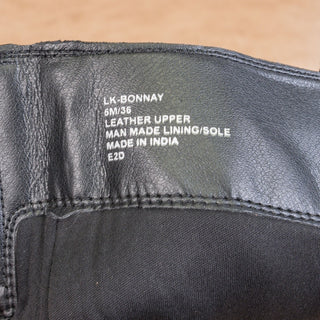 LK-BONNAY
6M/36
LEATHER UPPER
MAN MADE LINING/SOLE
MADE IN INDIA
E2D